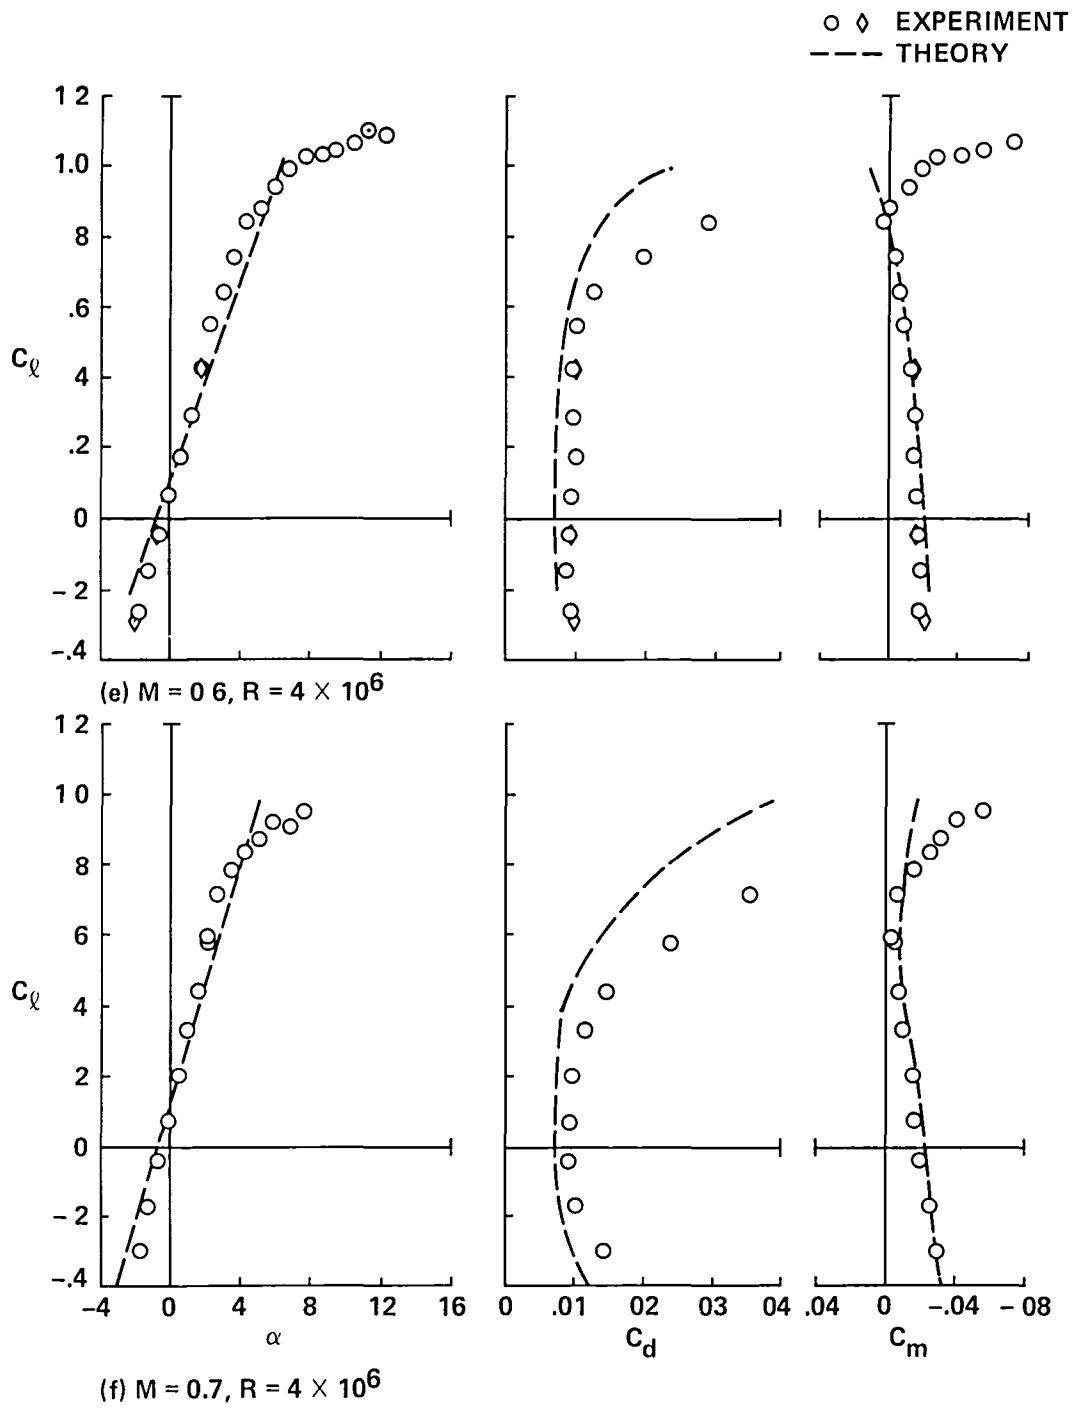 EXPERIMENT
THEORY
1 2
1.0
8
.6
4
.2
0
- 2
-.4
Cℓ
(e) M = 0 6, R = 4 × 10⁶
1 2
1 0
8
6
4
2
0
- 2
-.4
Cℓ
-4 0 4 8 12 16
α
0 .01 02 03 04
Cd
.04 0 -.04 - 08
Cm
(f) M = 0.7, R = 4 × 10⁶